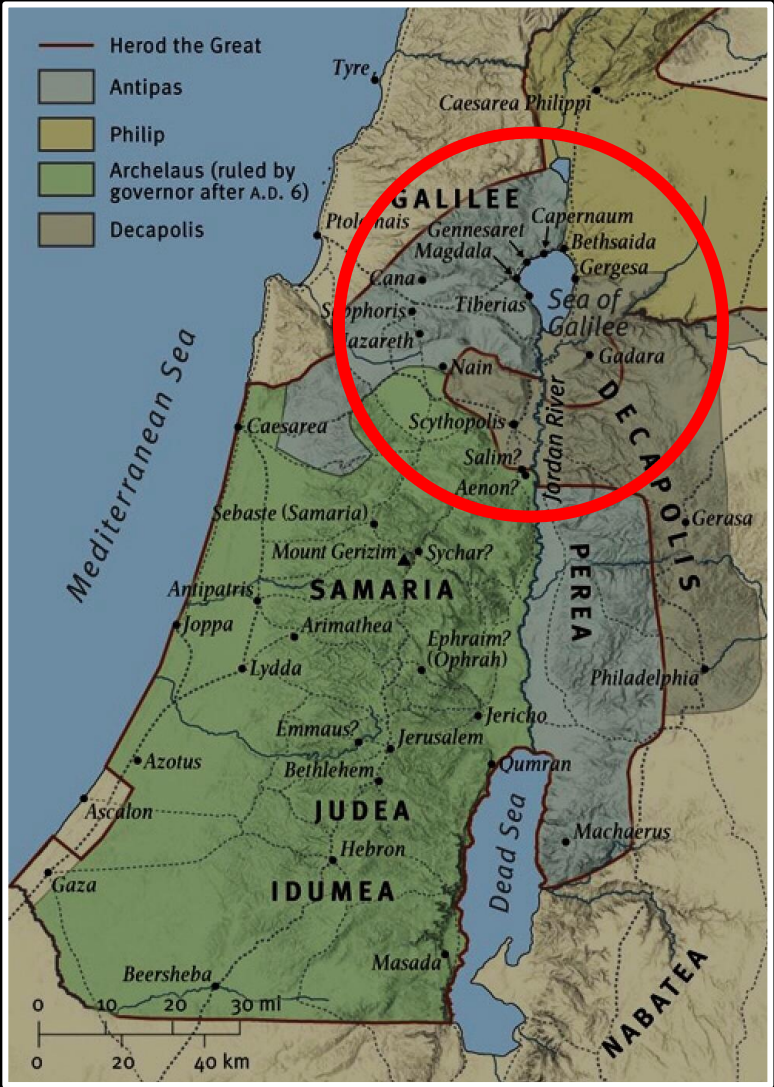 Herod the Great
Antipas
Philip
Archelaus (ruled by
governor after A.D. 6)
Decapolis
Tyre
Caesarea Philippi
GALILEE
Ptolemais
Capernaum
Gennesaret
Bethsaida
Magdala
Gergesa
Cana
Tiberias
Sea of
Galilee
Sepphoris
Nazareth
Gadara
Nain
DECAPOLIS
Jordan River
Mediterranean Sea
Caesarea
Scythopolis
Salim?
Aenon?
Sebaste (Samaria)
Gerasa
Mount Gerizim
Sychar?
PEREA
SAMARIA
Antipatris
Joppa
Arimathea
Ephraim?
(Ophrah)
Lydda
Philadelphia
Jericho
Emmaus?
Jerusalem
Azotus
Bethlehem
Qumran
Ascalon
JUDEA
Machaerus
Dead Sea
Hebron
Gaza
IDUMEA
Masada
Beersheba
NABATEA
0 10 20 30 mi
0 20 40 km